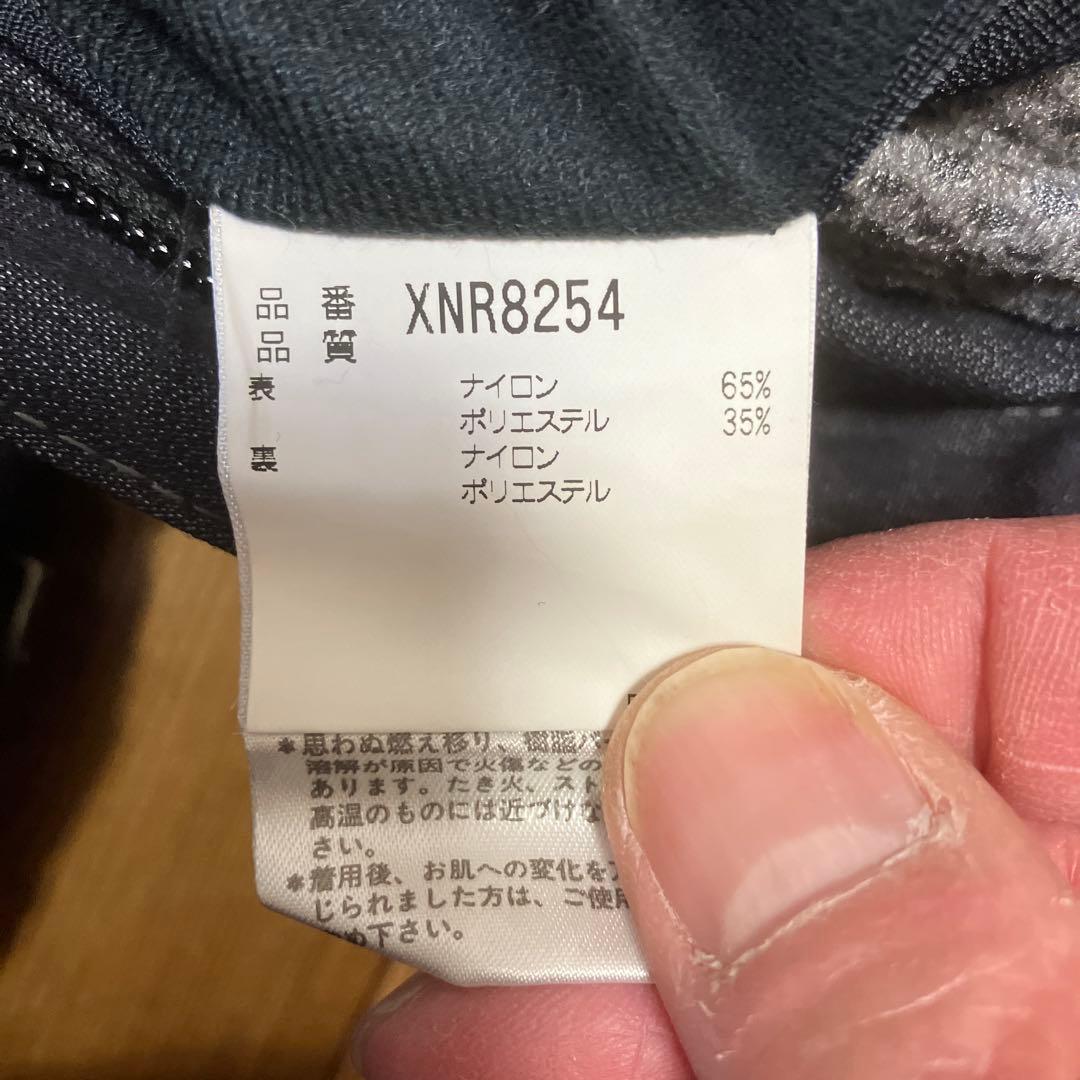 品 番 XNR8254
品 質
表 ナイロン 65%
ポリエステル 35%
裏 ナイロン
ポリエステル
*思わぬ燃え移り、樹脂パー
溶解が原因で火傷などの
あります。たき火、スト
高温のものには近づけな
さい。
*着用後、お肌への変化を
じられました方は、ご使用
め下さい。